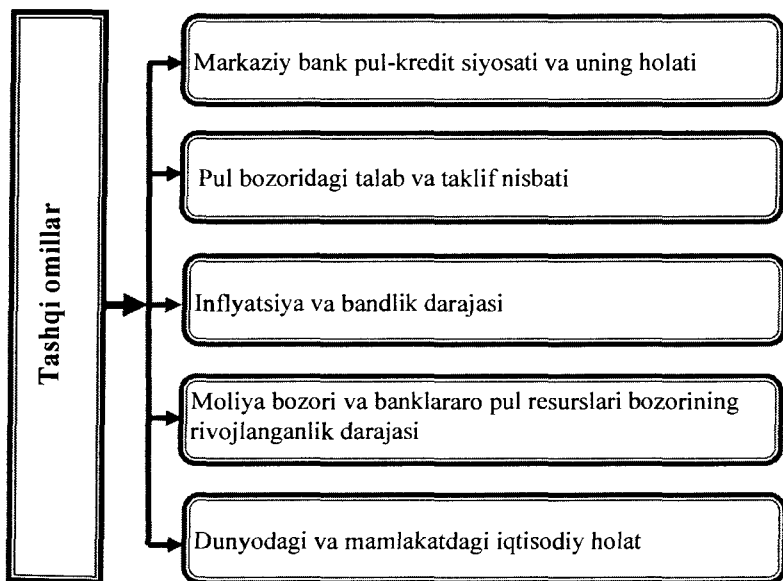 Tashqi omillar
Markaziy bank pul-kredit siyosati va uning holati
Pul bozoridagi talab va taklif nisbati
Inflyatsiya va bandlik darajasi
Moliya bozori va banklararo pul resurslari bozorining
rivojlanganlik darajasi
Dunyodagi va mamlakatdagi iqtisodiy holat